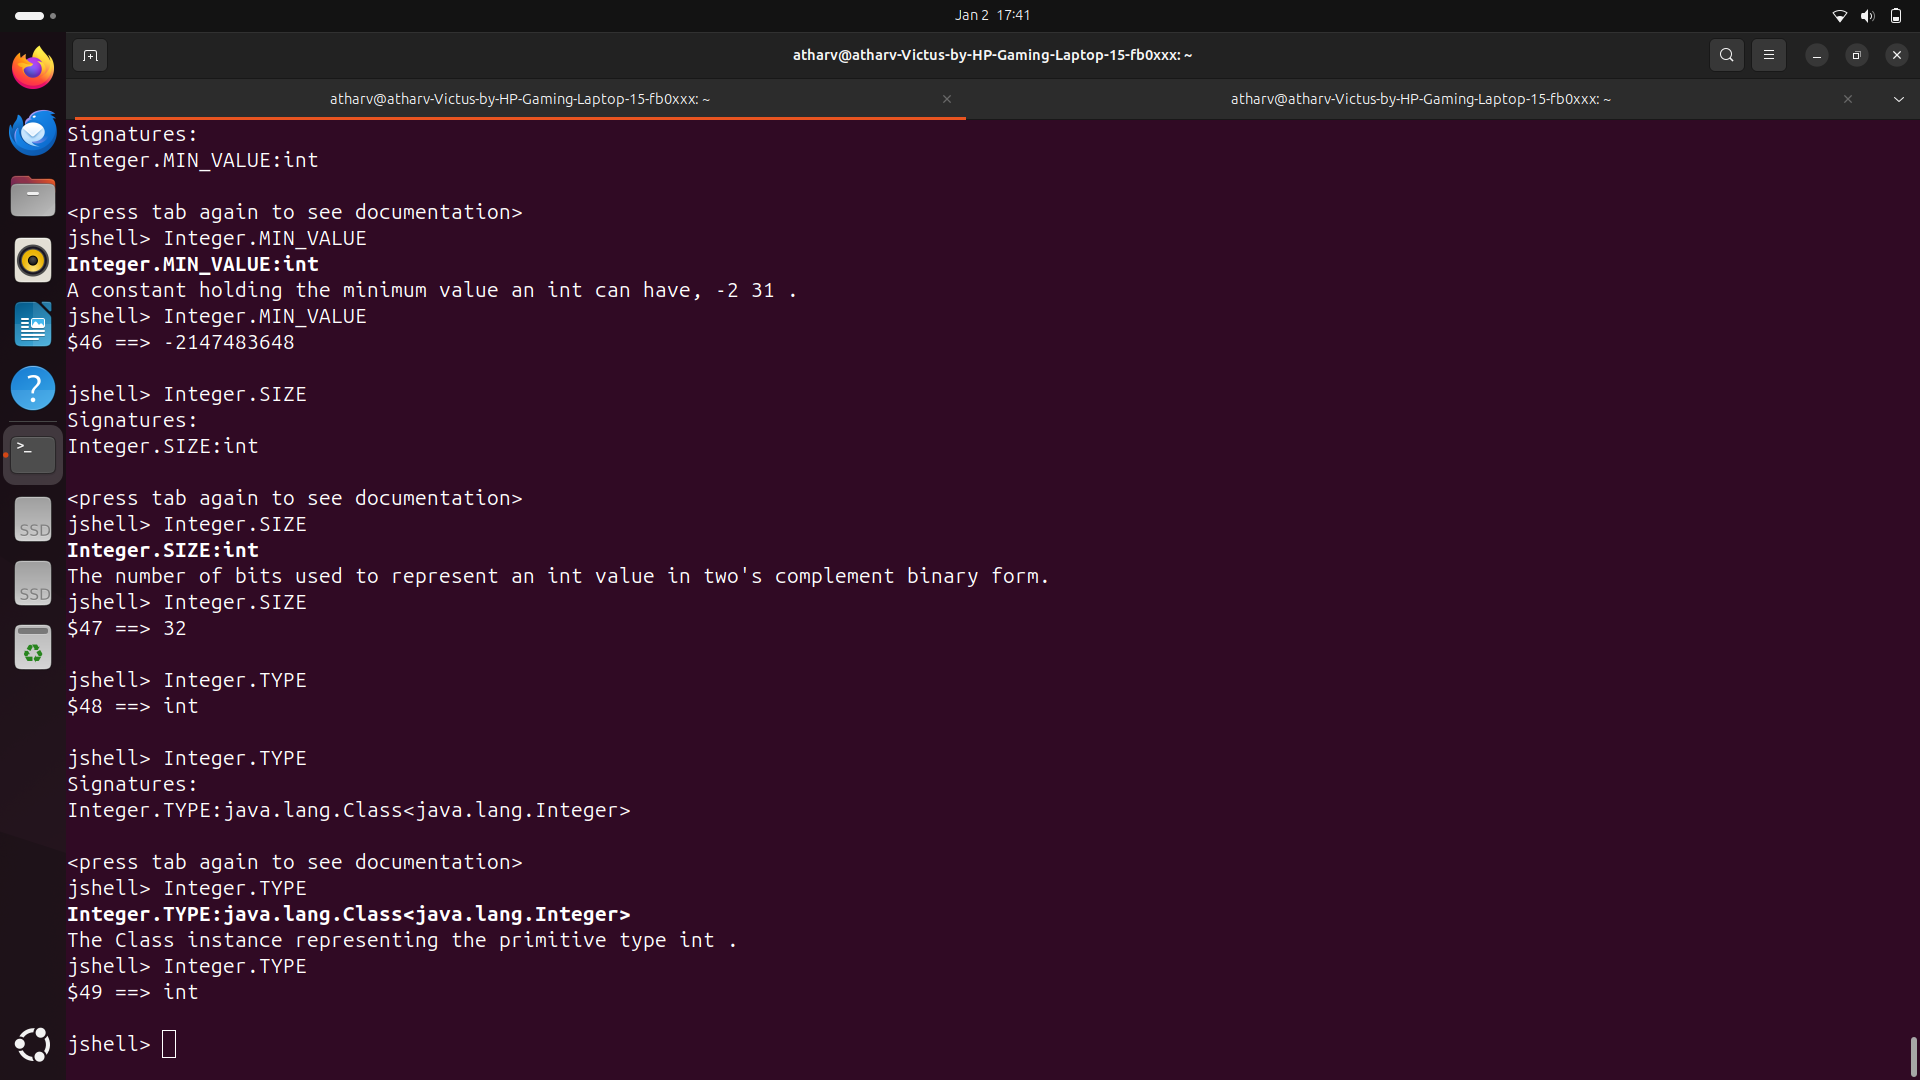 Jan 2 17:41
atharv@atharv-Victus-by-HP-Gaming-Laptop-15-fb0xxx: ~
atharv@atharv-Victus-by-HP-Gaming-Laptop-15-fb0xxx: ~
atharv@atharv-Victus-by-HP-Gaming-Laptop-15-fb0xxx: ~
Signatures:
Integer.MIN_VALUE:int
<press tab again to see documentation>
jshell> Integer.MIN_VALUE
Integer.MIN_VALUE:int
A constant holding the minimum value an int can have, -2 31 .
jshell> Integer.MIN_VALUE
$46 ==> -2147483648
jshell> Integer.SIZE
Signatures:
Integer.SIZE:int
<press tab again to see documentation>
jshell> Integer.SIZE
Integer.SIZE:int
The number of bits used to represent an int value in two's complement binary form.
jshell> Integer.SIZE
$47 ==> 32
jshell> Integer.TYPE
$48 ==> int
jshell> Integer.TYPE
Signatures:
Integer.TYPE:java.lang.Class<java.lang.Integer>
<press tab again to see documentation>
jshell> Integer.TYPE
Integer.TYPE:java.lang.Class<java.lang.Integer>
The Class instance representing the primitive type int .
jshell> Integer.TYPE
$49 ==> int
jshell>
?
>_
SSD
SSD